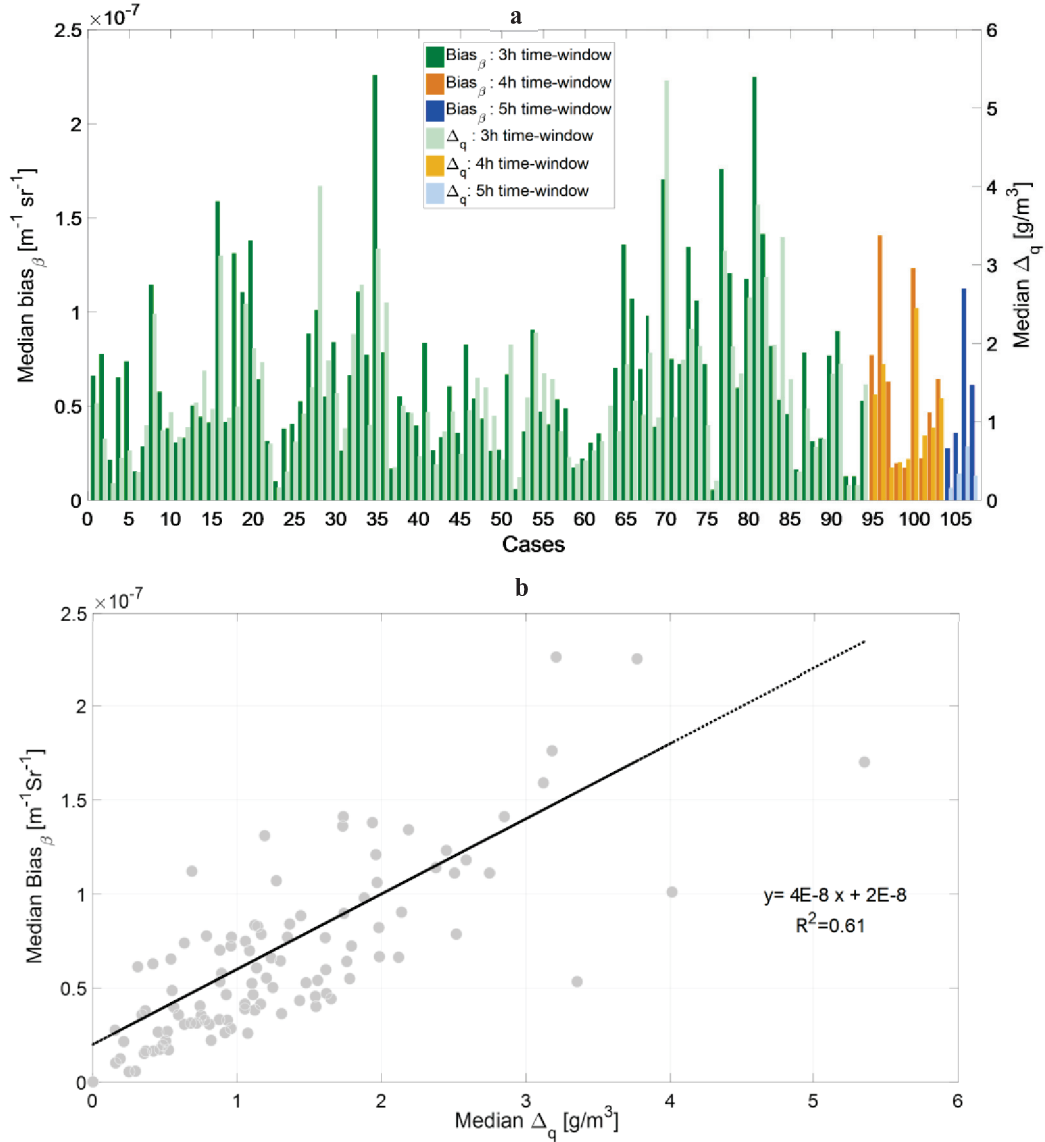 a
×10⁻⁷
2.5
2
1.5
1
0.5
0
Median bias_β [m⁻¹ sr⁻¹]
Bias_β : 3h time-window
Bias_β : 4h time-window
Bias_β : 5h time-window
Δ_q : 3h time-window
Δ_q: 4h time-window
Δ_q: 5h time-window
6
5
4
3
2
1
0
Median Δ_q [g/m³]
0 5 10 15 20 25 30 35 40 45 50 55 60 65 70 75 80 85 90 95 100 105
Cases
b
×10⁻⁷
2.5
2
1.5
1
0.5
0
Median Bias_β [m⁻¹Sr⁻¹]
y= 4E-8 x + 2E-8
R²=0.61
0 1 2 3 4 5 6
Median Δ_q [g/m³]